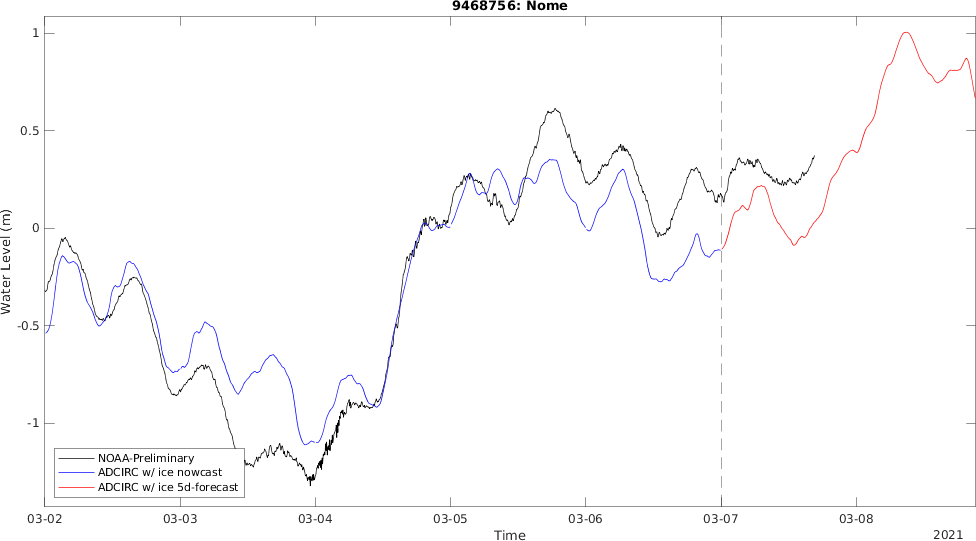 9468756: Nome
1
0.5
0
-0.5
-1
Water Level (m)
NOAA-Preliminary
ADCIRC w/ ice nowcast
ADCIRC w/ ice 5d-forecast
03-02 03-03 03-04 03-05 03-06 03-07 03-08
Time
2021